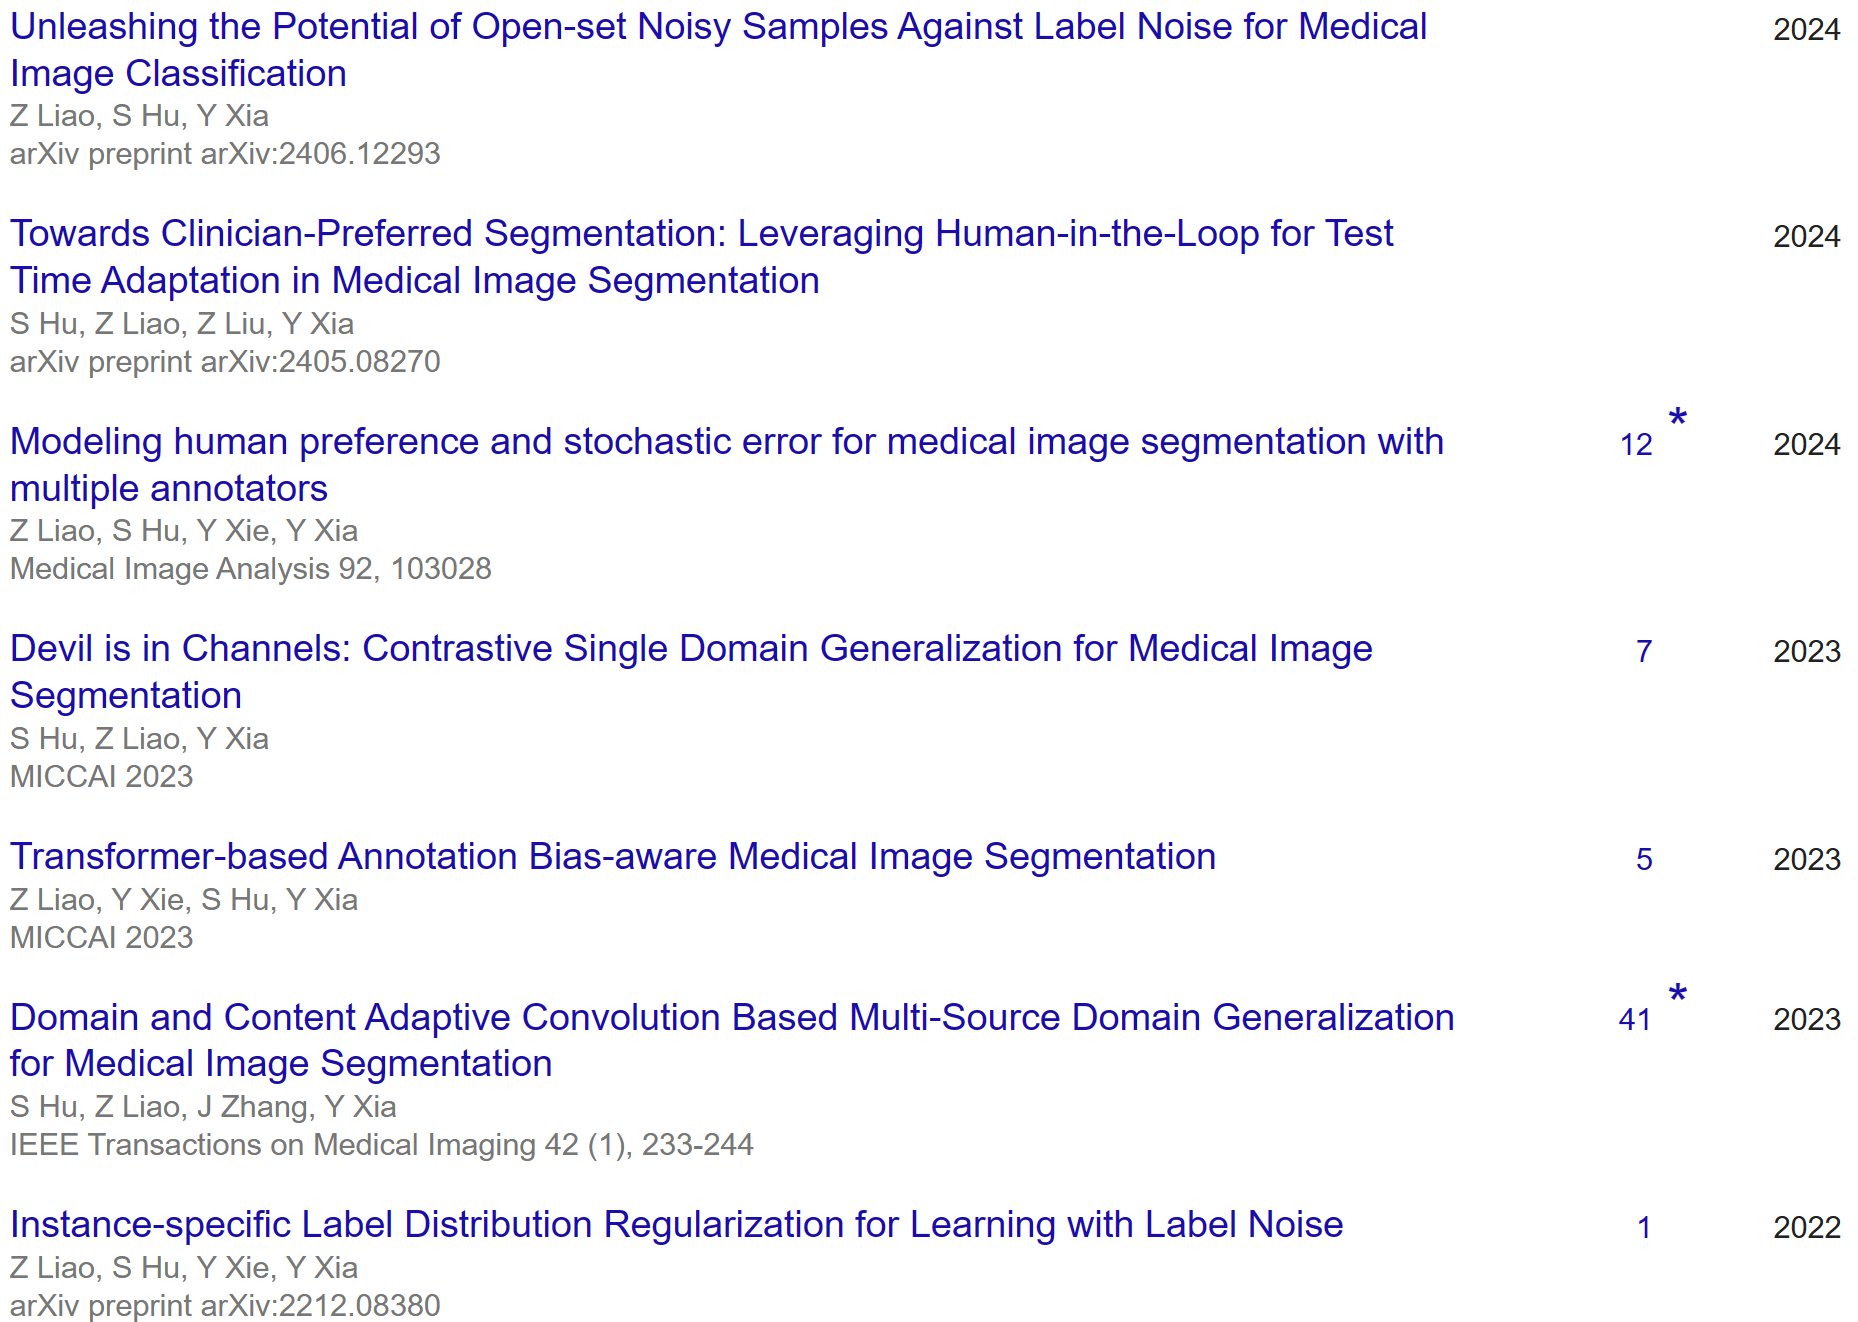 Unleashing the Potential of Open-set Noisy Samples Against Label Noise for Medical 2024
Image Classification
Z Liao, S Hu, Y Xia
arXiv preprint arXiv:2406.12293
Towards Clinician-Preferred Segmentation: Leveraging Human-in-the-Loop for Test 2024
Time Adaptation in Medical Image Segmentation
S Hu, Z Liao, Z Liu, Y Xia
arXiv preprint arXiv:2405.08270
Modeling human preference and stochastic error for medical image segmentation with 12 * 2024
multiple annotators
Z Liao, S Hu, Y Xie, Y Xia
Medical Image Analysis 92, 103028
Devil is in Channels: Contrastive Single Domain Generalization for Medical Image 7 2023
Segmentation
S Hu, Z Liao, Y Xia
MICCAI 2023
Transformer-based Annotation Bias-aware Medical Image Segmentation 5 2023
Z Liao, Y Xie, S Hu, Y Xia
MICCAI 2023
Domain and Content Adaptive Convolution Based Multi-Source Domain Generalization 41 * 2023
for Medical Image Segmentation
S Hu, Z Liao, J Zhang, Y Xia
IEEE Transactions on Medical Imaging 42 (1), 233-244
Instance-specific Label Distribution Regularization for Learning with Label Noise 1 2022
Z Liao, S Hu, Y Xie, Y Xia
arXiv preprint arXiv:2212.08380